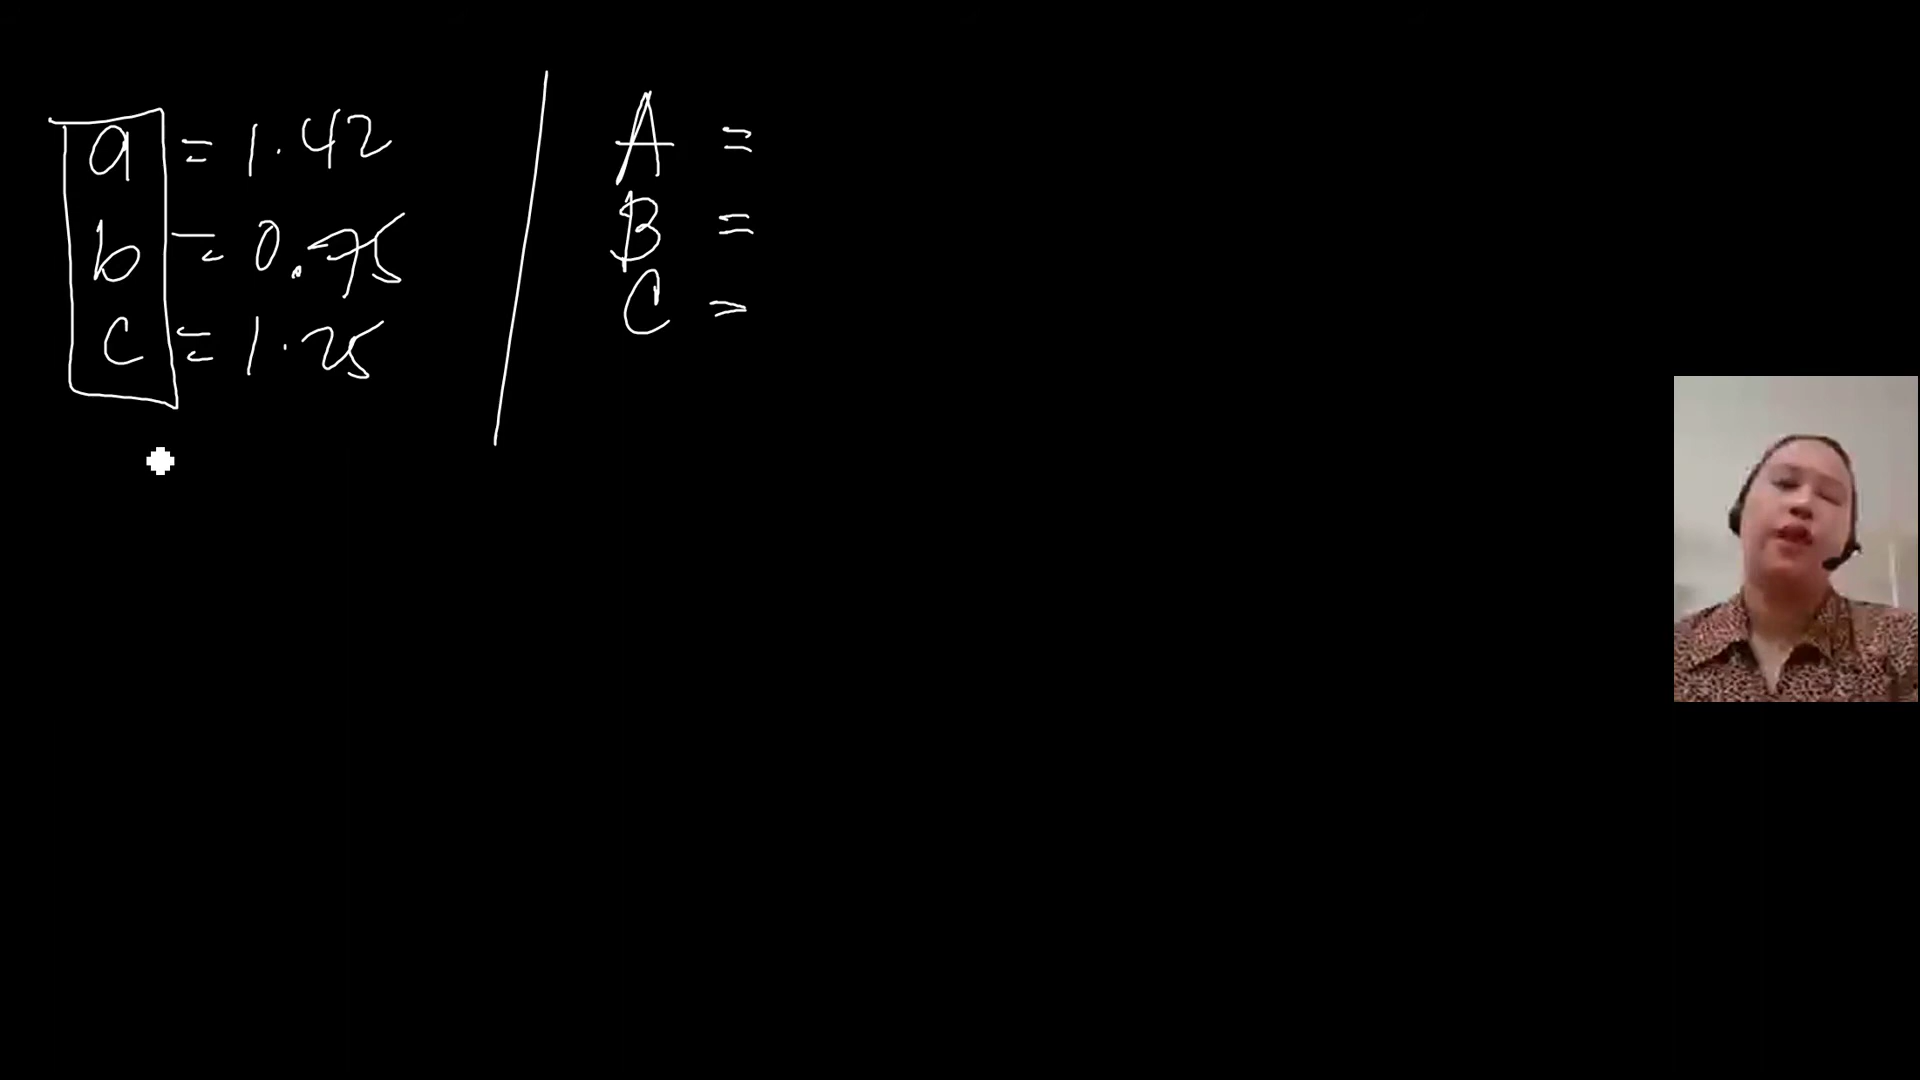 a = 1.42
b = 0.75
c = 1.25
A =
B =
C =